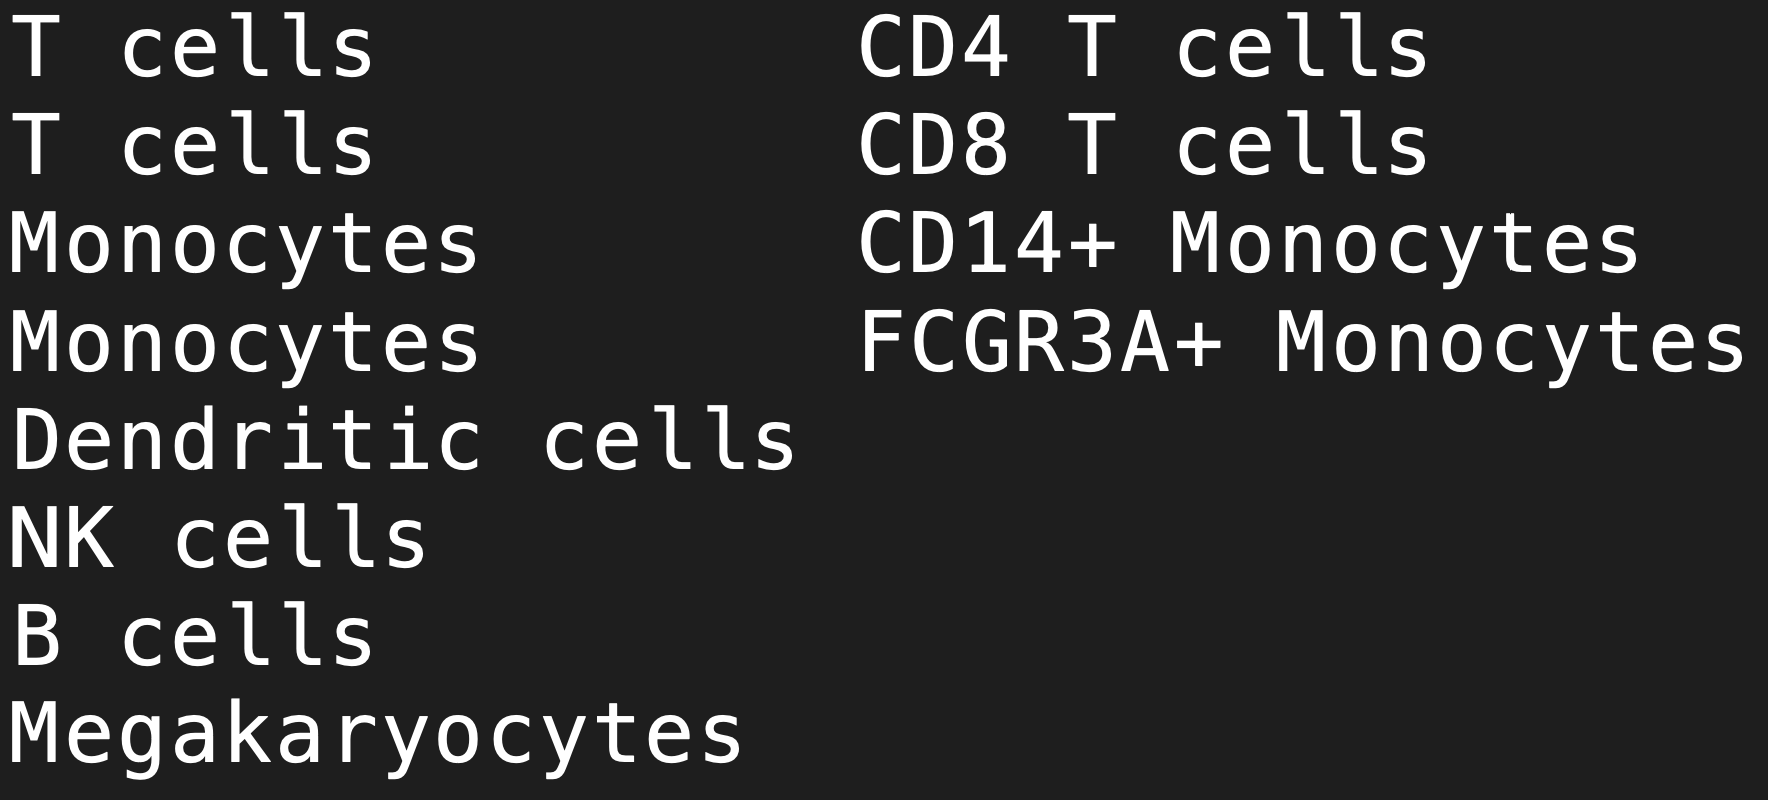 T cells CD4 T cells
T cells CD8 T cells
Monocytes CD14+ Monocytes
Monocytes FCGR3A+ Monocytes
Dendritic cells
NK cells
B cells
Megakaryocytes